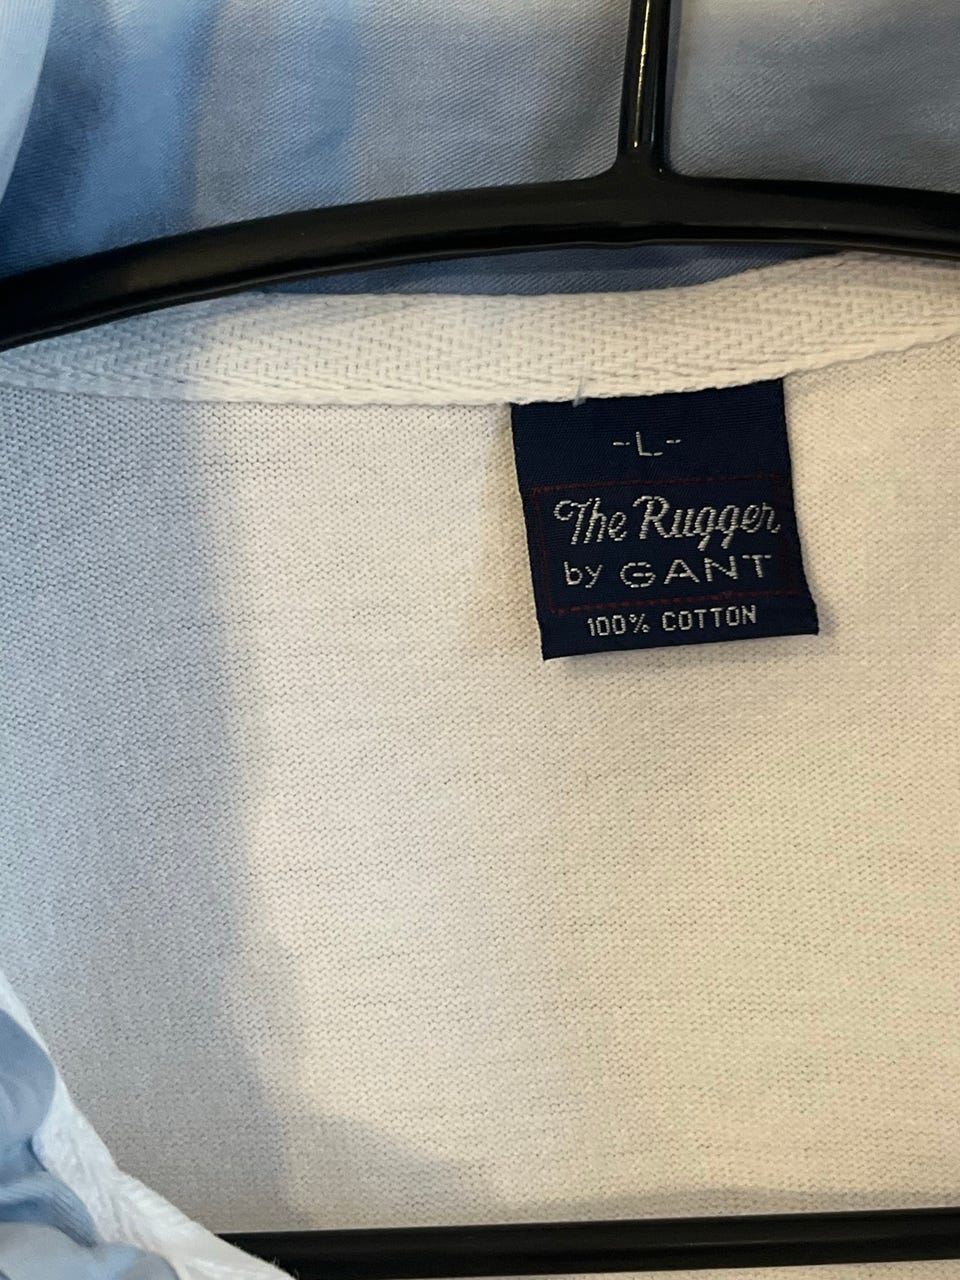 -L-
The Rugger
by GANT
100% COTTON